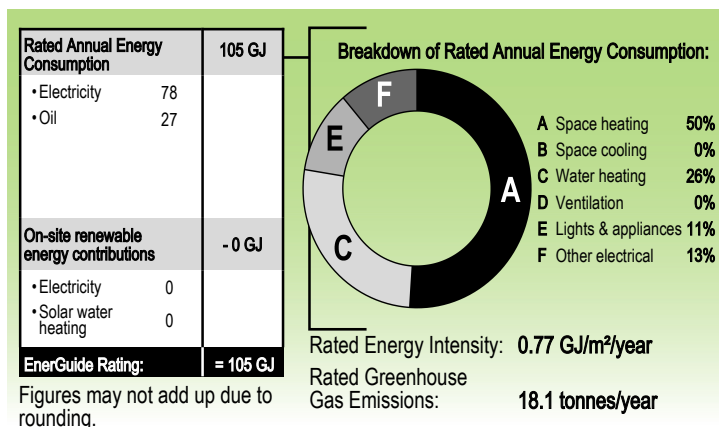 Rated Annual Energy
Consumption
105 GJ
• Electricity 78
• Oil 27
On-site renewable
energy contributions
- 0 GJ
• Electricity 0
• Solar water
heating 0
EnerGuide Rating: = 105 GJ
Figures may not add up due to
rounding.
Breakdown of Rated Annual Energy Consumption:
F
E
A
C
A Space heating 50%
B Space cooling 0%
C Water heating 26%
D Ventilation 0%
E Lights & appliances 11%
F Other electrical 13%
Rated Energy Intensity: 0.77 GJ/m²/year
Rated Greenhouse
Gas Emissions: 18.1 tonnes/year